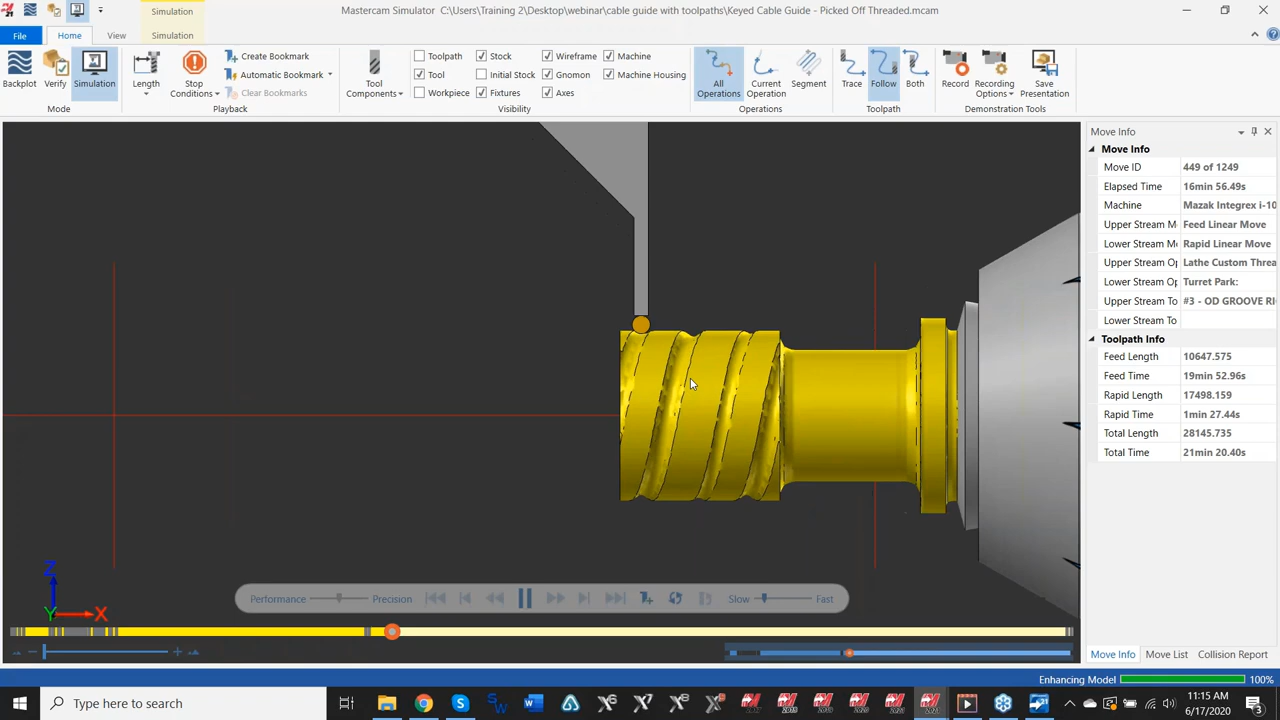 Simulation
Mastercam Simulator C:\Users\Training 2\Desktop\webinar\cable guide with toolpaths\Keyed Cable Guide - Picked Off Threaded.mcam
File Home View Simulation
Backplot Verify Simulation
Mode
Length Stop Conditions
Create Bookmark
Automatic Bookmark
Clear Bookmarks
Playback
Tool Components
Toolpath Stock Wireframe Machine
Tool Initial Stock Gnomon Machine Housing
Workpiece Fixtures Axes
Visibility
All Operations Current Operation Segment
Operations
Trace Follow Both
Toolpath
Record Recording Options Save Presentation
Demonstration Tools
Move Info
Move Info
Move ID 449 of 1249
Elapsed Time 16min 56.49s
Machine Mazak Integrex i-10
Upper Stream M Feed Linear Move
Lower Stream M Rapid Linear Move
Upper Stream Op Lathe Custom Threa
Lower Stream Op Turret Park:
Upper Stream To #3 - OD GROOVE RI
Lower Stream To
Toolpath Info
Feed Length 10647.575
Feed Time 19min 52.96s
Rapid Length 17498.159
Rapid Time 1min 27.44s
Total Length 28145.735
Total Time 21min 20.40s
Z
Y X
Performance Precision Slow Fast
Move Info Move List Collision Report
Enhancing Model 100%
Type here to search
11:15 AM
6/17/2020